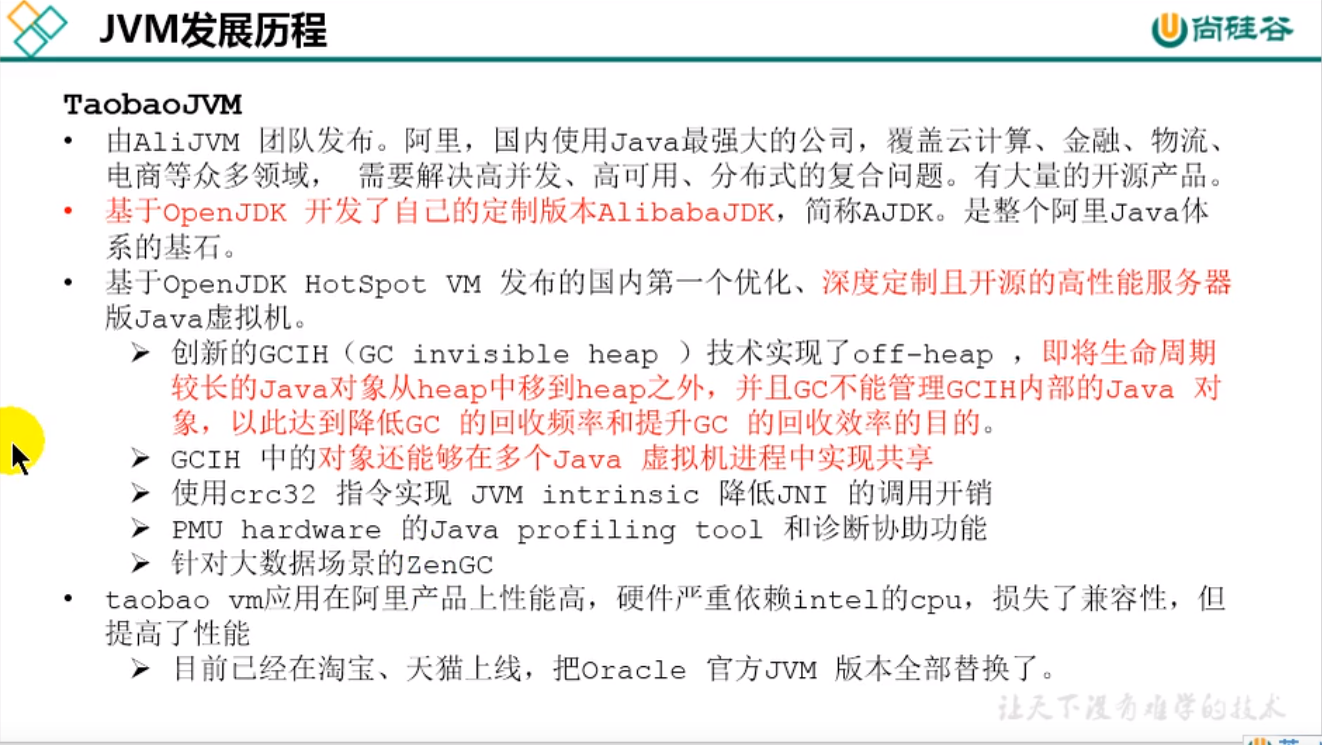 JVM发展历程
尚硅谷
TaobaoJVM
• 由AliJVM 团队发布。阿里，国内使用Java最强大的公司，覆盖云计算、金融、物流、
电商等众多领域， 需要解决高并发、高可用、分布式的复合问题。有大量的开源产品。
• 基于OpenJDK 开发了自己的定制版本AlibabaJDK，简称AJDK。是整个阿里Java体
系的基石。
• 基于OpenJDK HotSpot VM 发布的国内第一个优化、深度定制且开源的高性能服务器
版Java虚拟机。
➢ 创新的GCIH（GC invisible heap ）技术实现了off-heap ，即将生命周期
较长的Java对象从heap中移到heap之外，并且GC不能管理GCIH内部的Java 对
象，以此达到降低GC 的回收频率和提升GC 的回收效率的目的。
➢ GCIH 中的对象还能够在多个Java 虚拟机进程中实现共享
➢ 使用crc32 指令实现 JVM intrinsic 降低JNI 的调用开销
➢ PMU hardware 的Java profiling tool 和诊断协助功能
➢ 针对大数据场景的ZenGC
• taobao vm应用在阿里产品上性能高，硬件严重依赖intel的cpu，损失了兼容性，但
提高了性能
➢ 目前已经在淘宝、天猫上线，把Oracle 官方JVM 版本全部替换了。
让天下没有难学的技术